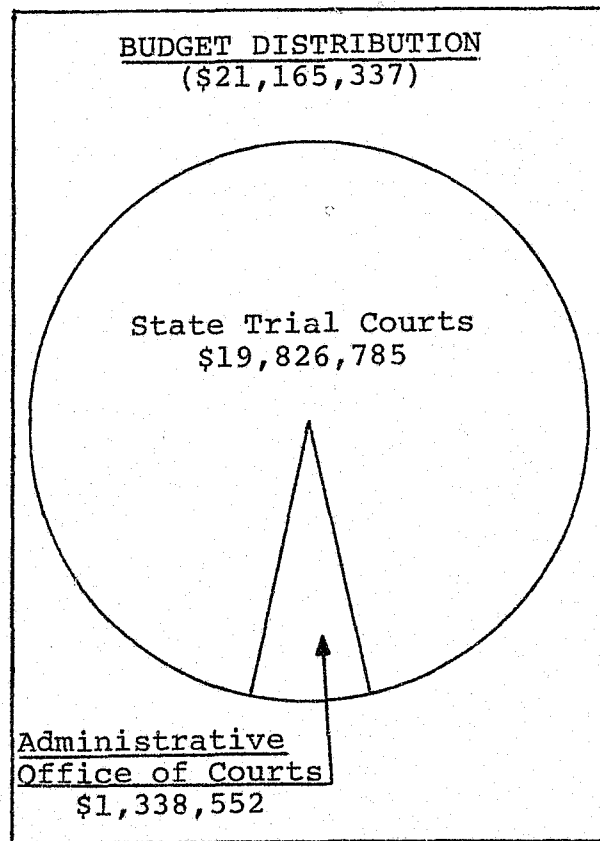 BUDGET DISTRIBUTION
($21,165,337)
State Trial Courts
$19,826,785
Administrative
Office of Courts
$1,338,552